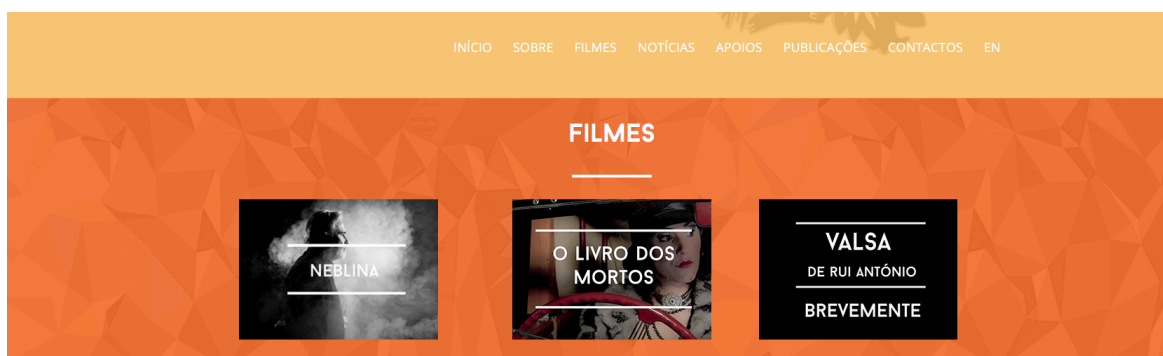 INÍCIO SOBRE FILMES NOTÍCIAS APOIOS PUBLICAÇÕES CONTACTOS EN
FILMES
NEBLINA
O LIVRO DOS
MORTOS
VALSA
DE RUI ANTÓNIO
BREVEMENTE